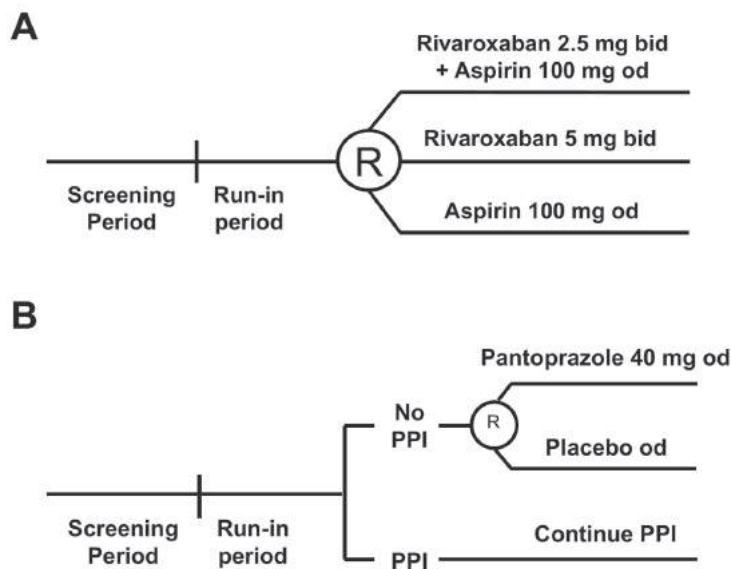 A
Rivaroxaban 2.5 mg bid
+ Aspirin 100 mg od
R
Rivaroxaban 5 mg bid
Screening
Period
Run-in
period
Aspirin 100 mg od
B
Pantoprazole 40 mg od
No
PPI
R
Placebo od
Screening
Period
Run-in
period
Continue PPI
PPI